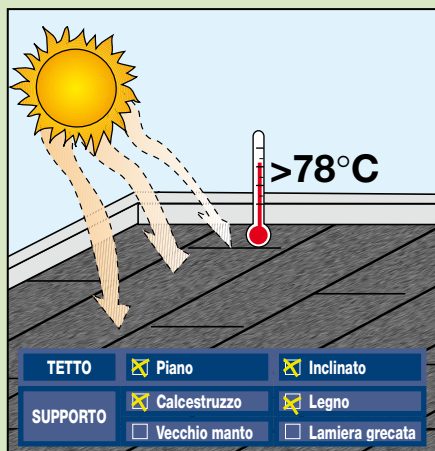 >78°C
TETTO Piano Inclinato
SUPPORTO Calcestruzzo Legno
Vecchio manto Lamiera grecata